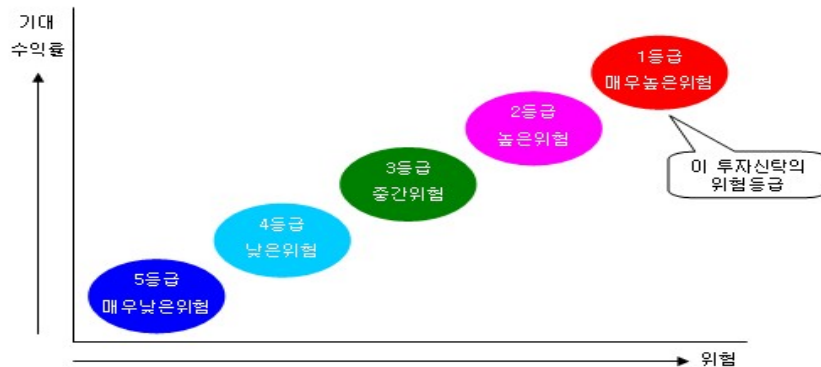 기대
수익률
1등급
매우높은위험
2등급
높은위험
이 투자신탁의
위험등급
3등급
중간위험
4등급
낮은위험
5등급
매우낮은위험
위험